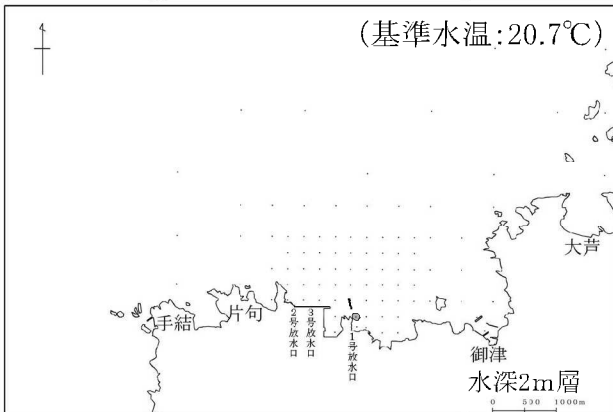 (基準水温:20.7℃)
大芦
手結
片句
2号放水口
3号放水口
1号放水口
御津
水深2m層
0 500 1000m